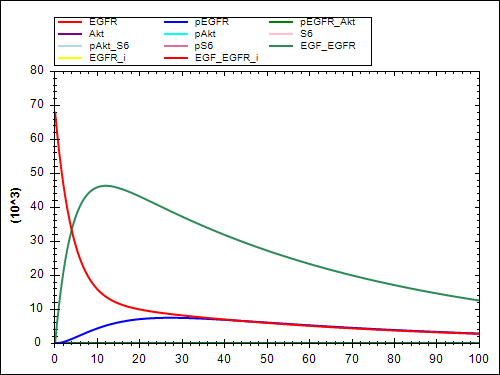 EGFR pEGFR pEGFR_Akt
Akt pAkt S6
pAkt_S6 pS6 EGF_EGFR
EGFR_i EGF_EGFR_i
80
70
60
50
40
30
20
10
0
(10^3)
0 10 20 30 40 50 60 70 80 90 100